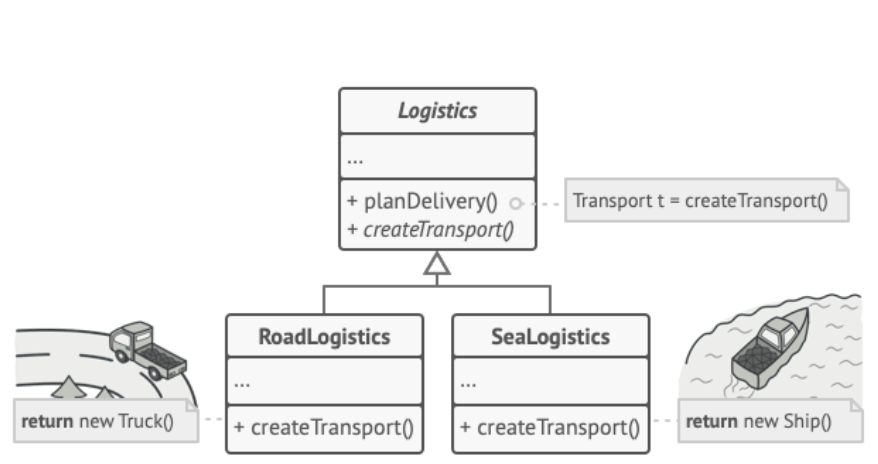 Logistics
...
+ planDelivery()
+ createTransport()
Transport t = createTransport()
RoadLogistics
...
+ createTransport()
return new Truck()
SeaLogistics
...
+ createTransport()
return new Ship()